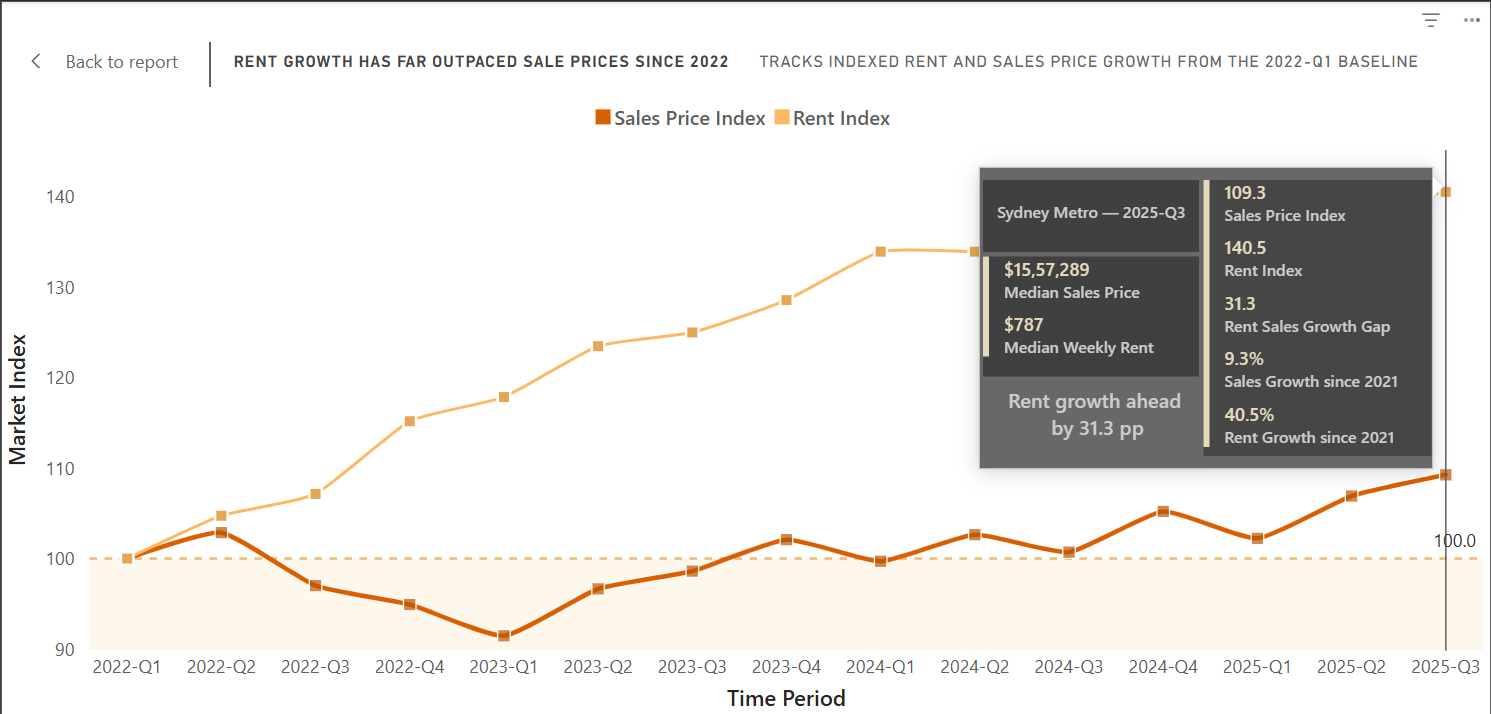 Back to report
RENT GROWTH HAS FAR OUTPACED SALE PRICES SINCE 2022
TRACKS INDEXED RENT AND SALES PRICE GROWTH FROM THE 2022-Q1 BASELINE
Sales Price Index
Rent Index
Market Index
140
130
120
110
100
90
Sydney Metro — 2025-Q3
$15,57,289
Median Sales Price
$787
Median Weekly Rent
Rent growth ahead
by 31.3 pp
109.3
Sales Price Index
140.5
Rent Index
31.3
Rent Sales Growth Gap
9.3%
Sales Growth since 2021
40.5%
Rent Growth since 2021
100.0
2022-Q1
2022-Q2
2022-Q3
2022-Q4
2023-Q1
2023-Q2
2023-Q3
2023-Q4
2024-Q1
2024-Q2
2024-Q3
2024-Q4
2025-Q1
2025-Q2
2025-Q3
Time Period